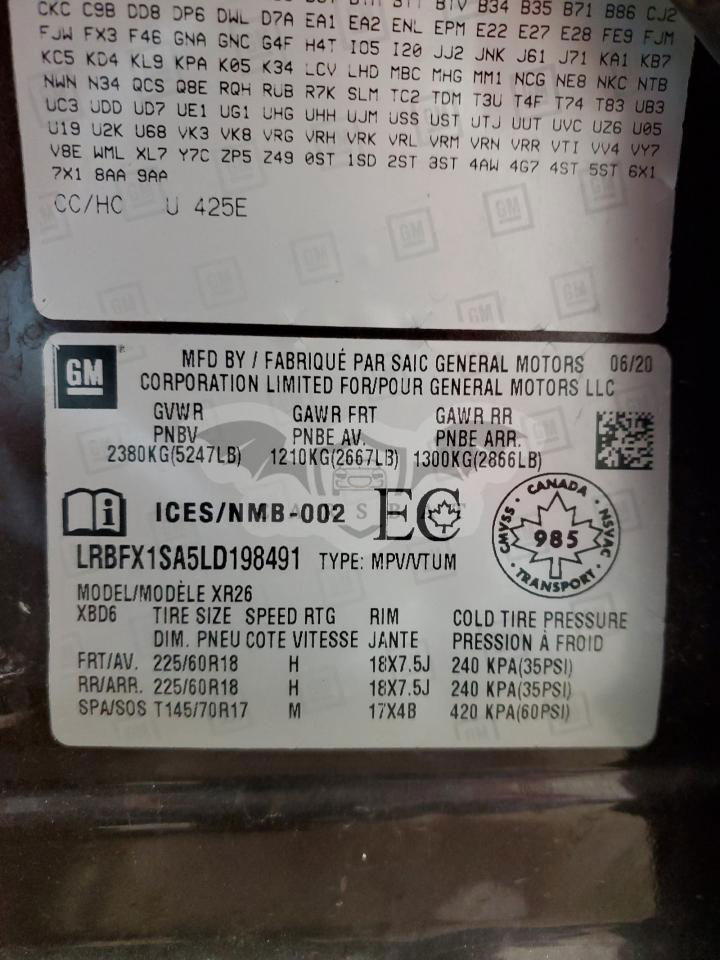 BTV B34 B35 B71 B86 CJ2
CKC C9B DD8 DP6 DWL D7A EA1 EA2 ENL EPM E22 E27 E28 FE9 FJM
FJW FX3 F46 GNA GNC G4F H4T IO5 I20 JJ2 JNK J61 J71 KA1 KB7
KC5 KD4 KL9 KPA K05 K34 LCV LHD MBC MHG MM1 NCG NE8 NKC NTB
NWN N34 QCS Q8E RQH RUB R7K SLM TC2 TDM T3U T4F T74 T83 UB3
UC3 UDD UD7 UE1 UG1 UHG UHH UJM USS UST UTJ UUT UVC UZ6 U05
U19 U2K U68 VK3 VK8 VRG VRH VRK VRL VRM VRN VRR VTI VV4 VY7
V8E WML XL7 Y7C ZP5 Z49 0ST 1SD 2ST 3ST 4AW 4G7 4ST 5ST 6X1
7X1 8AA 9AA
CC/HC U 425E
GM
MFD BY / FABRIQUÉ PAR SAIC GENERAL MOTORS 06/20
CORPORATION LIMITED FOR/POUR GENERAL MOTORS LLC
GVWR GAWR FRT GAWR RR
PNBV PNBE AV. PNBE ARR.
2380KG(5247LB) 1210KG(2667LB) 1300KG(2866LB)
i ICES/NMB-002 EC
CANADA
CMVSS 985 NSVAC
TRANSPORT
LRBFX1SA5LD198491 TYPE: MPV/VTUM
MODEL/MODÈLE XR26
XBD6 TIRE SIZE SPEED RTG RIM COLD TIRE PRESSURE
DIM. PNEU COTE VITESSE JANTE PRESSION À FROID
FRT/AV. 225/60R18 H 18X7.5J 240 KPA(35PSI)
RR/ARR. 225/60R18 H 18X7.5J 240 KPA(35PSI)
SPA/SOS T145/70R17 M 17X4B 420 KPA(60PSI)